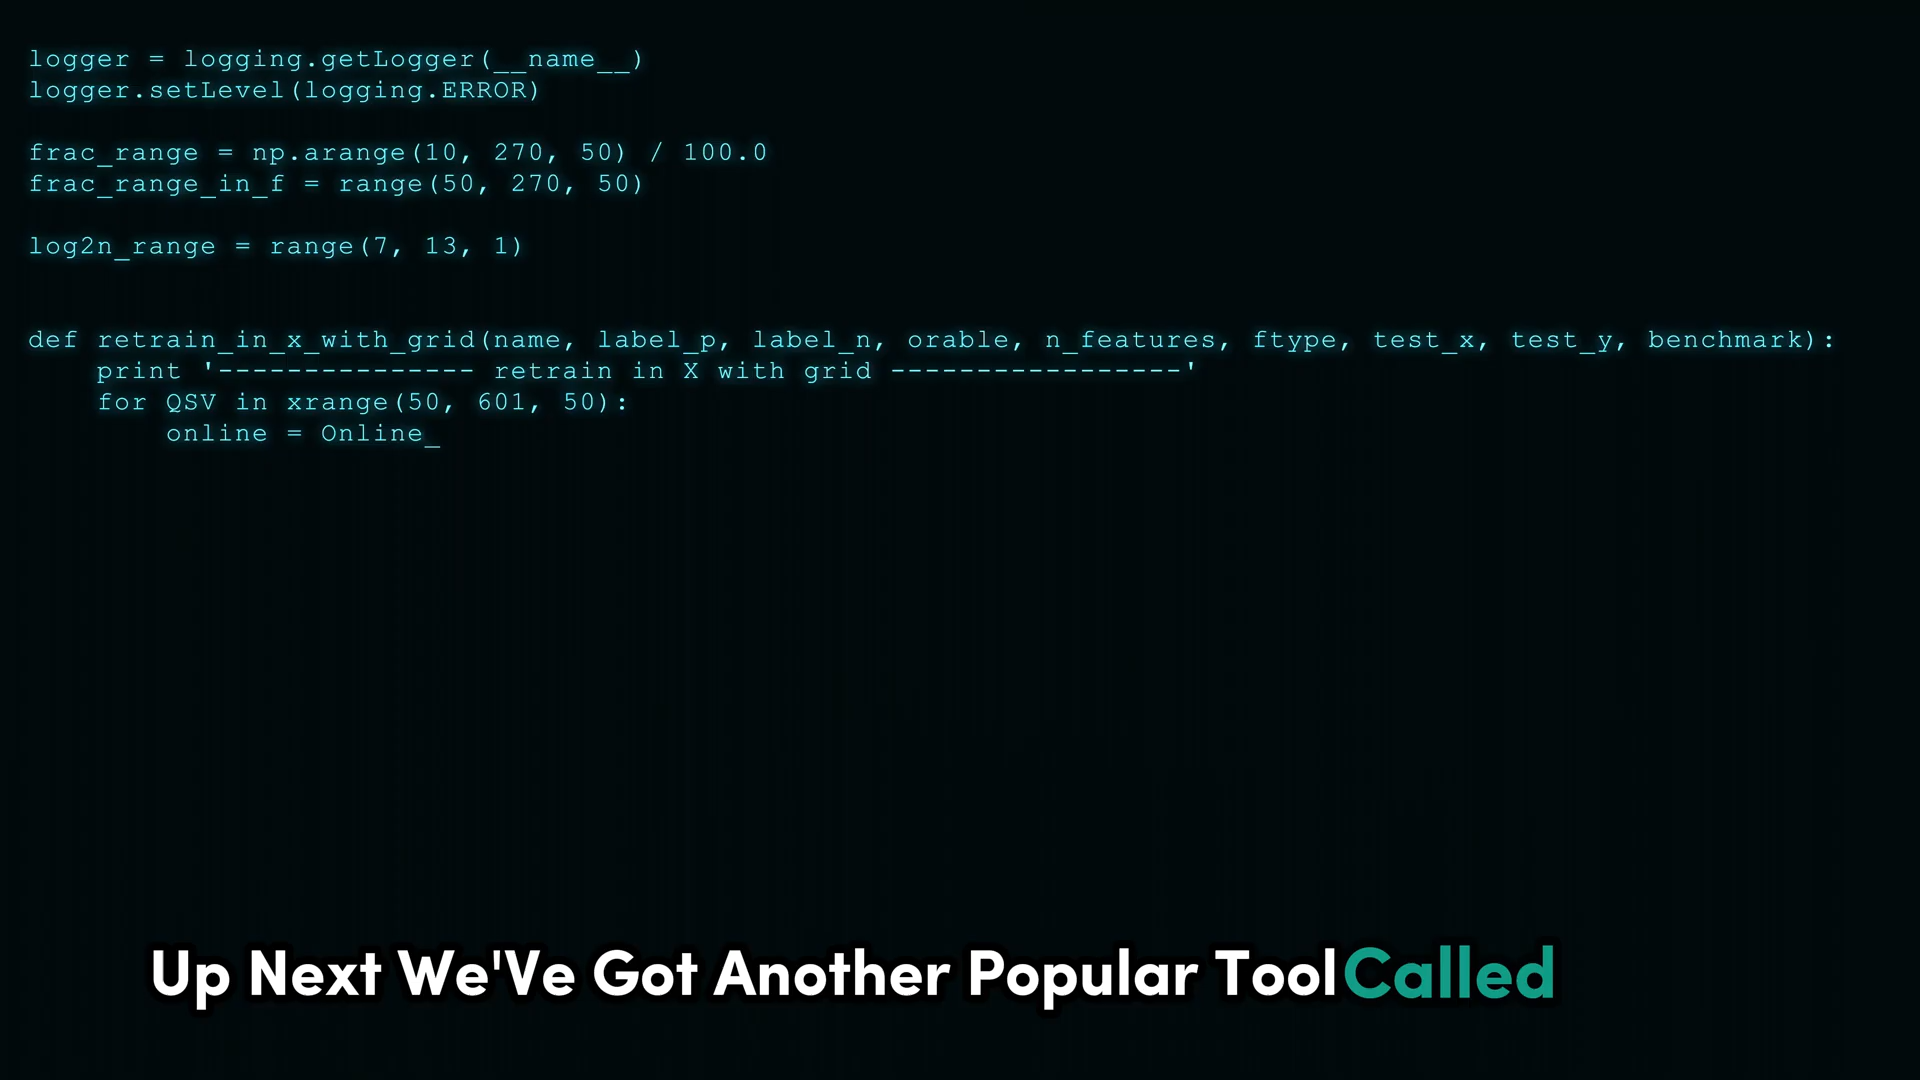 logger = logging.getLogger(__name__)
logger.setLevel(logging.ERROR)
frac_range = np.arange(10, 270, 50) / 100.0
frac_range_in_f = range(50, 270, 50)
log2n_range = range(7, 13, 1)
def retrain_in_x_with_grid(name, label_p, label_n, orable, n_features, ftype, test_x, test_y, benchmark):
    print '--------------- retrain in X with grid -----------------'
    for QSV in xrange(50, 601, 50):
        online = Online_
Up Next We'Ve Got Another Popular Tool Called